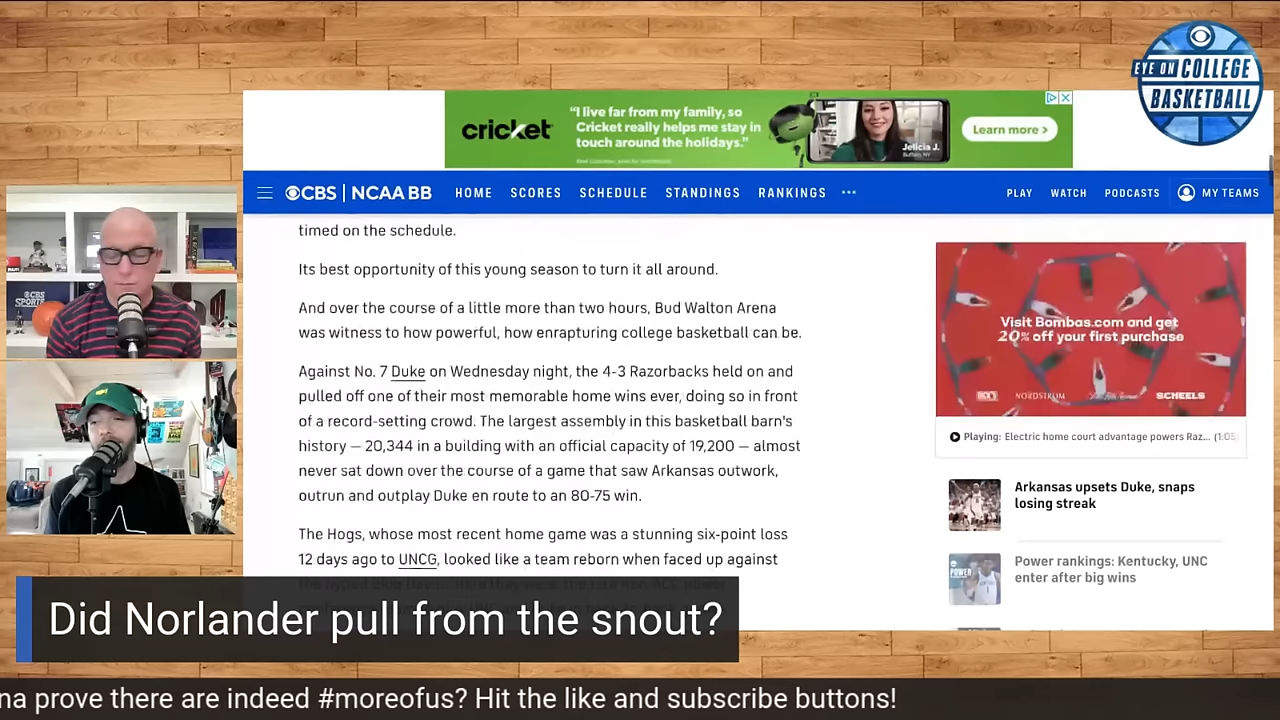 EYE ON COLLEGE
BASKETBALL
cricket
“I live far from my family, so
Cricket really helps me stay in
touch around the holidays.”
Jelicia J.
Buffalo, NY
Learn more >
CBS | NCAA BB HOME SCORES SCHEDULE STANDINGS RANKINGS ••• PLAY WATCH PODCASTS MY TEAMS
timed on the schedule.
Its best opportunity of this young season to turn it all around.
And over the course of a little more than two hours, Bud Walton Arena
was witness to how powerful, how enrapturing college basketball can be.
Against No. 7 Duke on Wednesday night, the 4-3 Razorbacks held on and
pulled off one of their most memorable home wins ever, doing so in front
of a record-setting crowd. The largest assembly in this basketball barn's
history — 20,344 in a building with an official capacity of 19,200 — almost
never sat down over the course of a game that saw Arkansas outwork,
outrun and outplay Duke en route to an 80-75 win.
The Hogs, whose most recent home game was a stunning six-point loss
12 days ago to UNCG, looked like a team reborn when faced up against
Visit Bombas.com and get
20% off your first purchase
DICK'S NORDSTROM SCHEELS
Playing: Electric home court advantage powers Raz... (1:05
Arkansas upsets Duke, snaps
losing streak
Power rankings: Kentucky, UNC
enter after big wins
CBS
SPORTS
Did Norlander pull from the snout?
na prove there are indeed #moreofus? Hit the like and subscribe buttons!